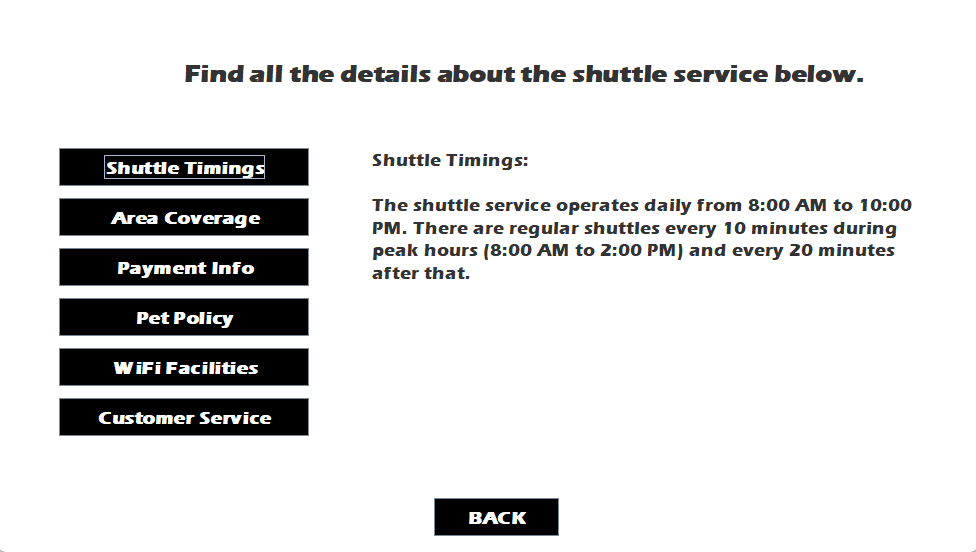 Find all the details about the shuttle service below.
Shuttle Timings
Area Coverage
Payment Info
Pet Policy
WiFi Facilities
Customer Service
Shuttle Timings:
The shuttle service operates daily from 8:00 AM to 10:00
PM. There are regular shuttles every 10 minutes during
peak hours (8:00 AM to 2:00 PM) and every 20 minutes
after that.
BACK